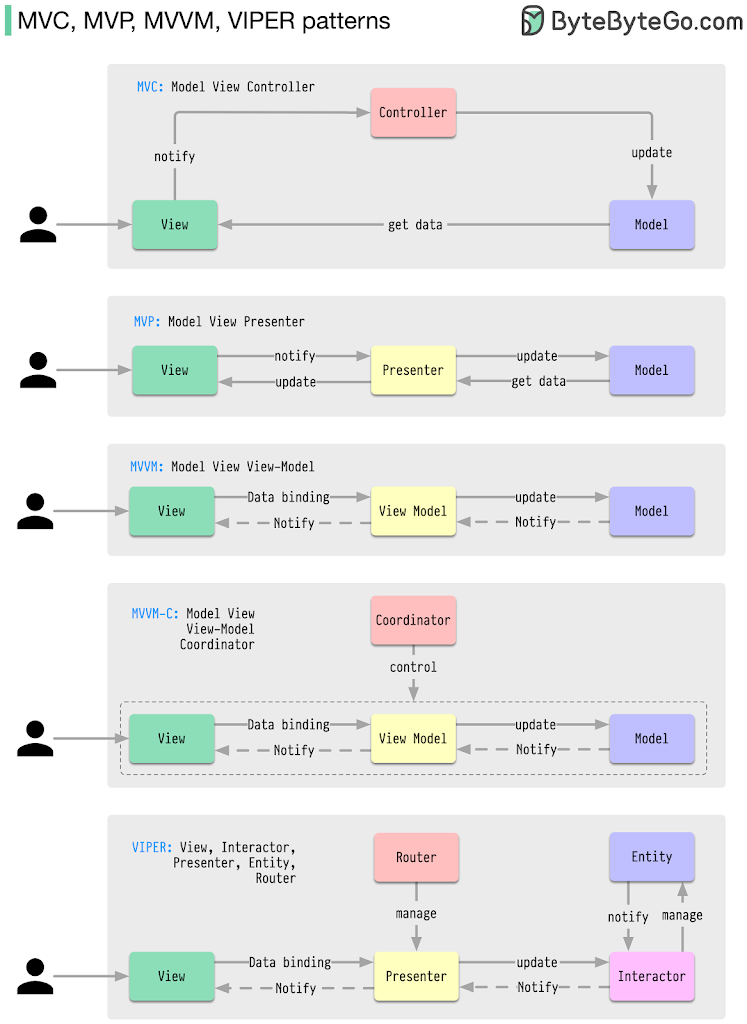 MVC, MVP, MVVM, VIPER patterns
ByteByteGo.com
MVC: Model View Controller
Controller
notify
update
View
get data
Model
MVP: Model View Presenter
notify
update
View
Presenter
Model
update
get data
MVVM: Model View View-Model
Data binding
update
View
View Model
Model
Notify
Notify
MVVM-C: Model View
View-Model
Coordinator
Coordinator
control
Data binding
update
View
View Model
Model
Notify
Notify
VIPER: View, Interactor,
Presenter, Entity,
Router
Router
Entity
manage
notify
manage
Data binding
update
View
Presenter
Interactor
Notify
Notify